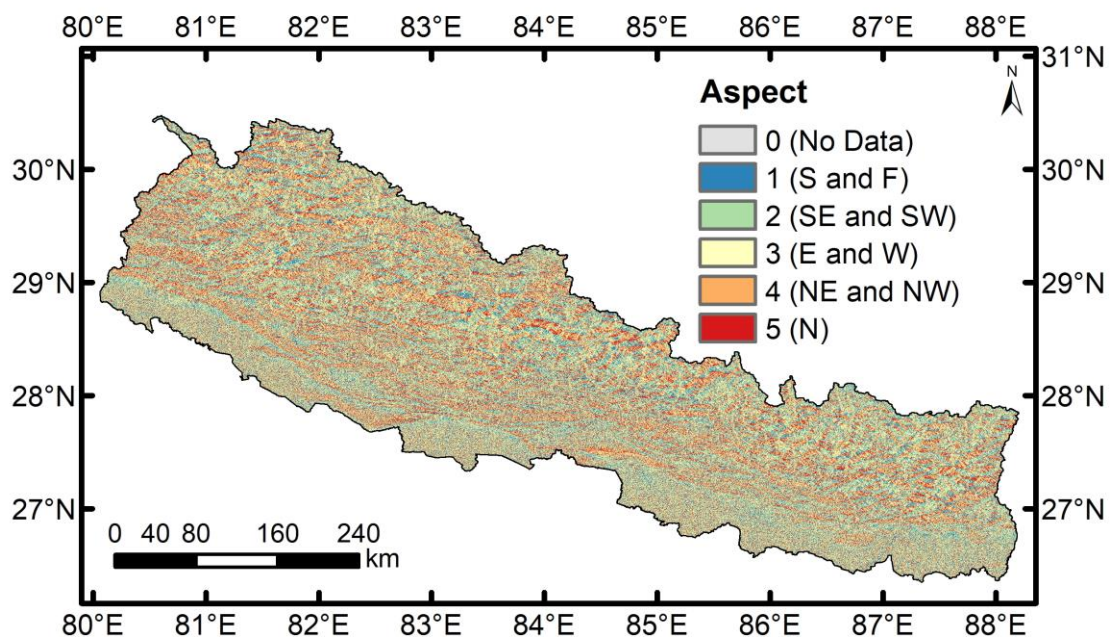 80°E 81°E 82°E 83°E 84°E 85°E 86°E 87°E 88°E
31°N
N
Aspect
0 (No Data)
30°N 1 (S and F) 30°N
2 (SE and SW)
3 (E and W)
29°N 4 (NE and NW) 29°N
5 (N)
28°N 28°N
27°N 27°N
0 40 80 160 240
km
80°E 81°E 82°E 83°E 84°E 85°E 86°E 87°E 88°E